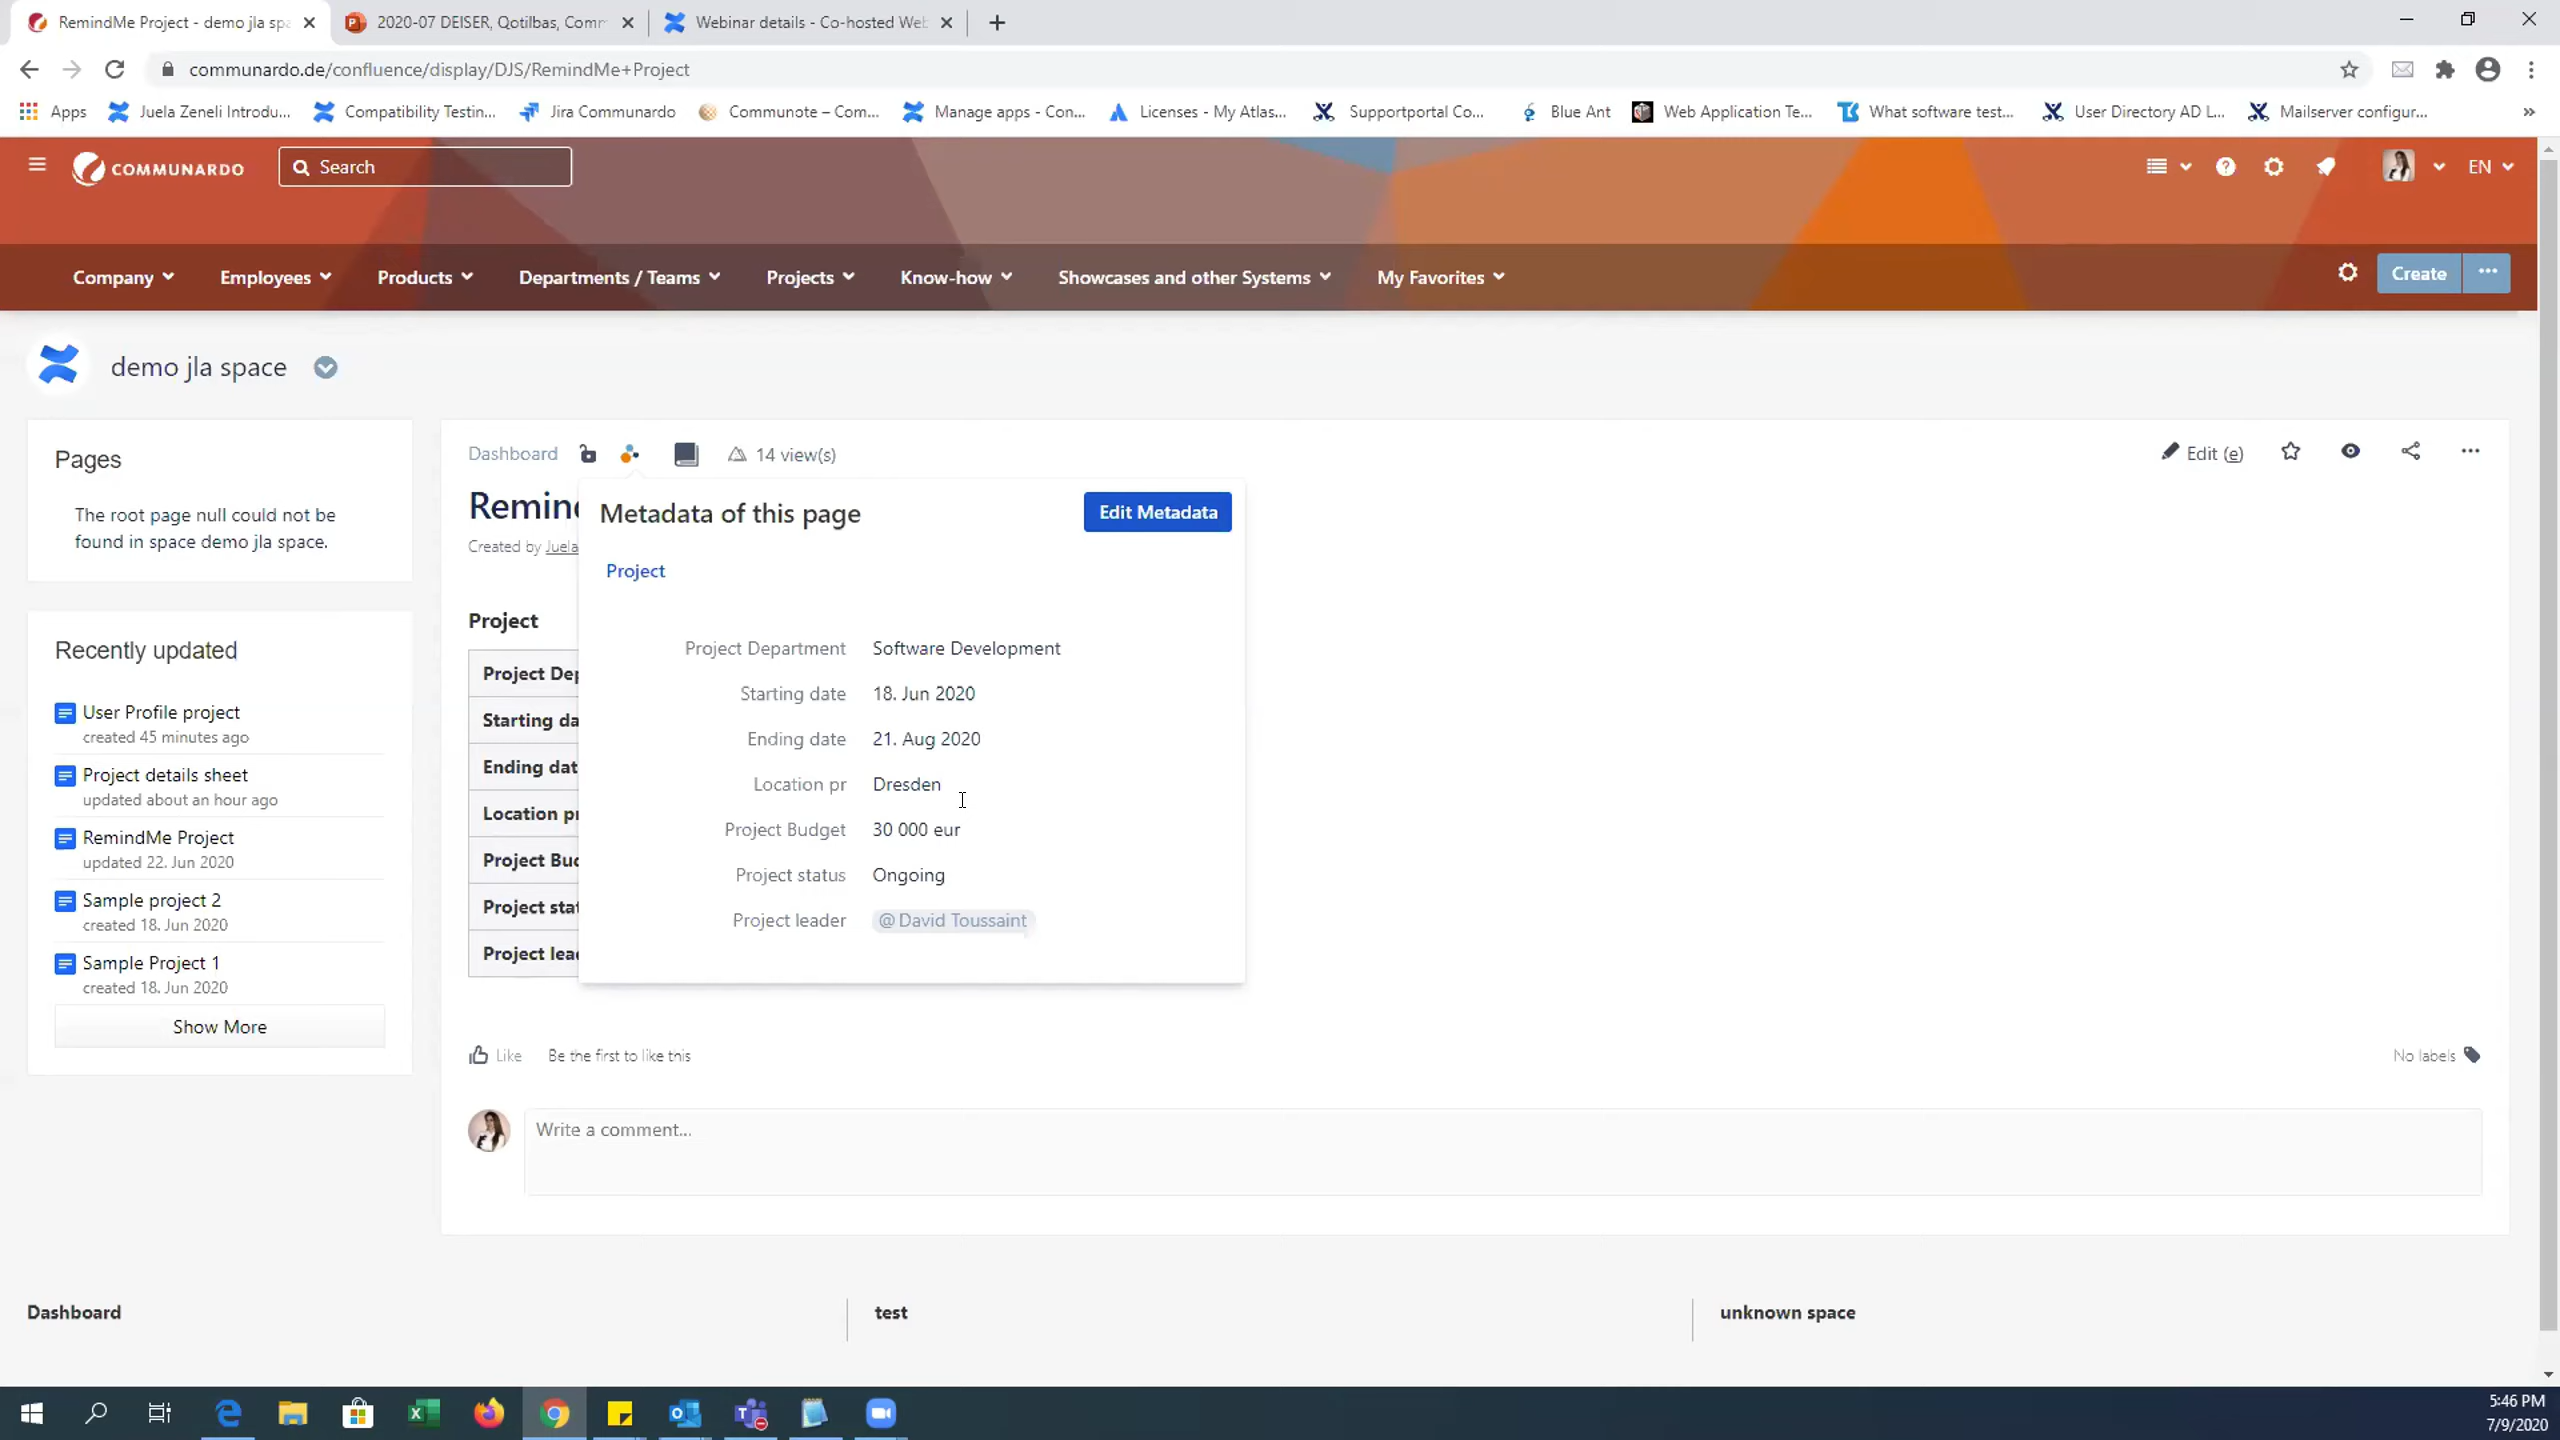 RemindMe Project - demo jla spa
2020-07 DEISER, Qotilbas, Comm
Webinar details - Co-hosted Web
communardo.de/confluence/display/DJS/RemindMe+Project
Apps
Juela Zeneli Introdu...
Compatibility Testin...
Jira Communardo
Communote – Com...
Manage apps - Con...
Licenses - My Atlas...
Supportportal Co...
Blue Ant
Web Application Te...
What software test...
User Directory AD L...
Mailserver configur...
COMMUNARDO
Search
EN
Company
Employees
Products
Departments / Teams
Projects
Know-how
Showcases and other Systems
My Favorites
Create
demo jla space
Pages
The root page null could not be
found in space demo jla space.
Recently updated
User Profile project
created 45 minutes ago
Project details sheet
updated about an hour ago
RemindMe Project
updated 22. Jun 2020
Sample project 2
created 18. Jun 2020
Sample Project 1
created 18. Jun 2020
Show More
Dashboard
14 view(s)
Edit (e)
Remind
Created by Juela
Project
Project Dep
Starting da
Ending dat
Location pr
Project Bud
Project stat
Project lea
Metadata of this page
Edit Metadata
Project
Project Department Software Development
Starting date 18. Jun 2020
Ending date 21. Aug 2020
Location pr Dresden
Project Budget 30 000 eur
Project status Ongoing
Project leader @David Toussaint
Like Be the first to like this
No labels
Write a comment...
Dashboard
test
unknown space
5:46 PM
7/9/2020